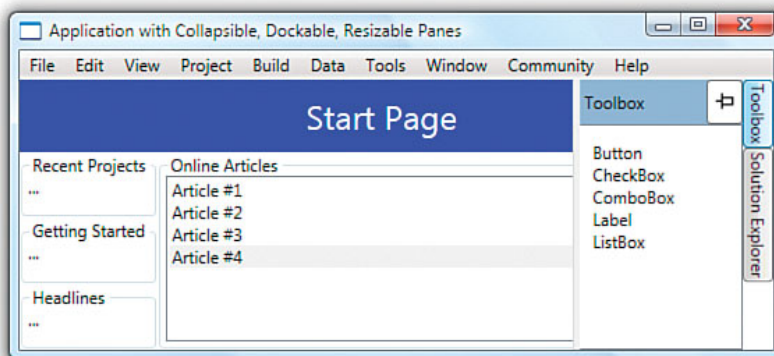 Application with Collapsible, Dockable, Resizable Panes
File Edit View Project Build Data Tools Window Community Help
Start Page
Recent Projects
...
Getting Started
...
Headlines
...
Online Articles
Article #1
Article #2
Article #3
Article #4
Toolbox
Button
CheckBox
ComboBox
Label
ListBox
Toolbox
Solution Explorer